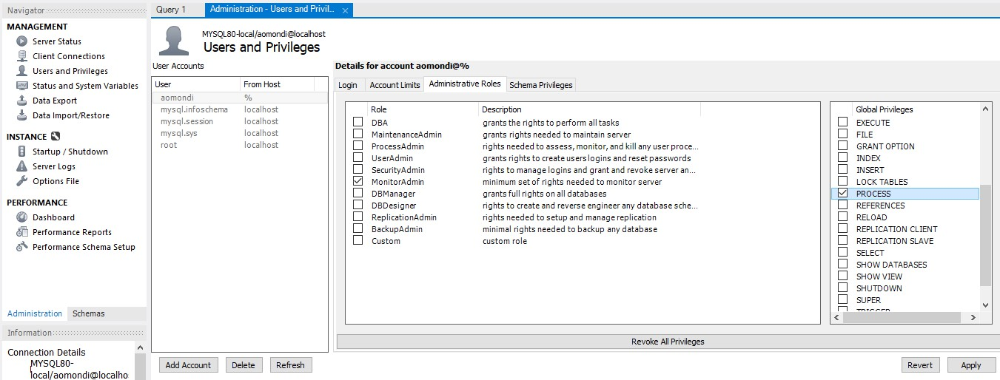 Navigator
MANAGEMENT
Server Status
Client Connections
Users and Privileges
Status and System Variables
Data Export
Data Import/Restore
INSTANCE
Startup / Shutdown
Server Logs
Options File
PERFORMANCE
Dashboard
Performance Reports
Performance Schema Setup
Administration Schemas
Information
Connection Details
MYSQL80-
local/aomondi@localho
Query 1 Administration - Users and Privil...
MYSQL80-local/aomondi@localhost
Users and Privileges
User Accounts
User From Host
aomondi %
mysql.infoschema localhost
mysql.session localhost
mysql.sys localhost
root localhost
Add Account Delete Refresh
Details for account aomondi@%
Login Account Limits Administrative Roles Schema Privileges
Role Description
DBA grants the rights to perform all tasks
MaintenanceAdmin grants rights needed to maintain server
ProcessAdmin rights needed to assess, monitor, and kill any user proce...
UserAdmin grants rights to create users logins and reset passwords
SecurityAdmin rights to manage logins and grant and revoke server an...
MonitorAdmin minimum set of rights needed to monitor server
DBManager grants full rights on all databases
DBDesigner rights to create and reverse engineer any database sche...
ReplicationAdmin rights needed to setup and manage replication
BackupAdmin minimal rights needed to backup any database
Custom custom role
Global Privileges
EXECUTE
FILE
GRANT OPTION
INDEX
INSERT
LOCK TABLES
PROCESS
REFERENCES
RELOAD
REPLICATION CLIENT
REPLICATION SLAVE
SELECT
SHOW DATABASES
SHOW VIEW
SHUTDOWN
SUPER
TRIGGER
Revoke All Privileges
Revert Apply